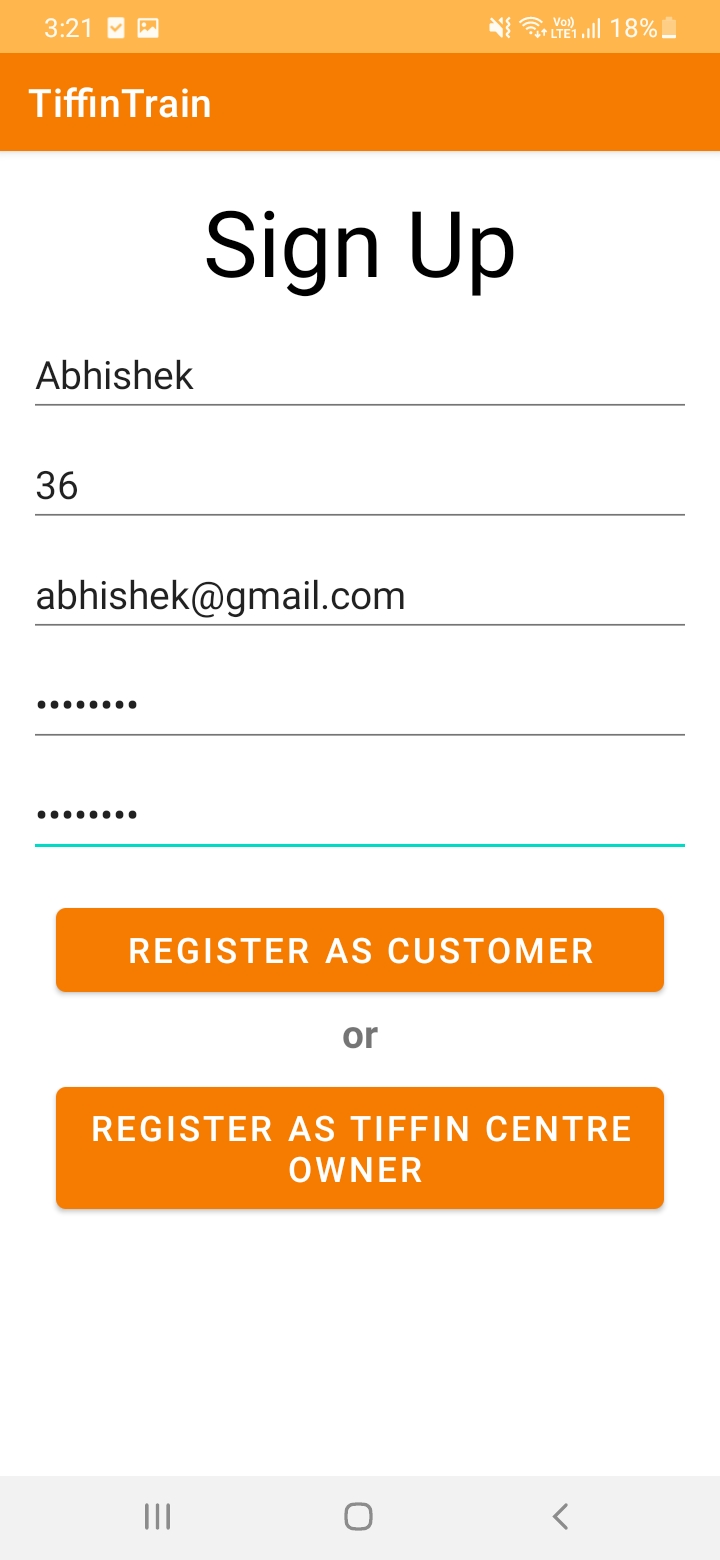 3:21 Vo)) LTE1 18%
TiffinTrain
Sign Up
Abhishek
36
abhishek@gmail.com
••••••••
••••••••
REGISTER AS CUSTOMER
or
REGISTER AS TIFFIN CENTRE
OWNER